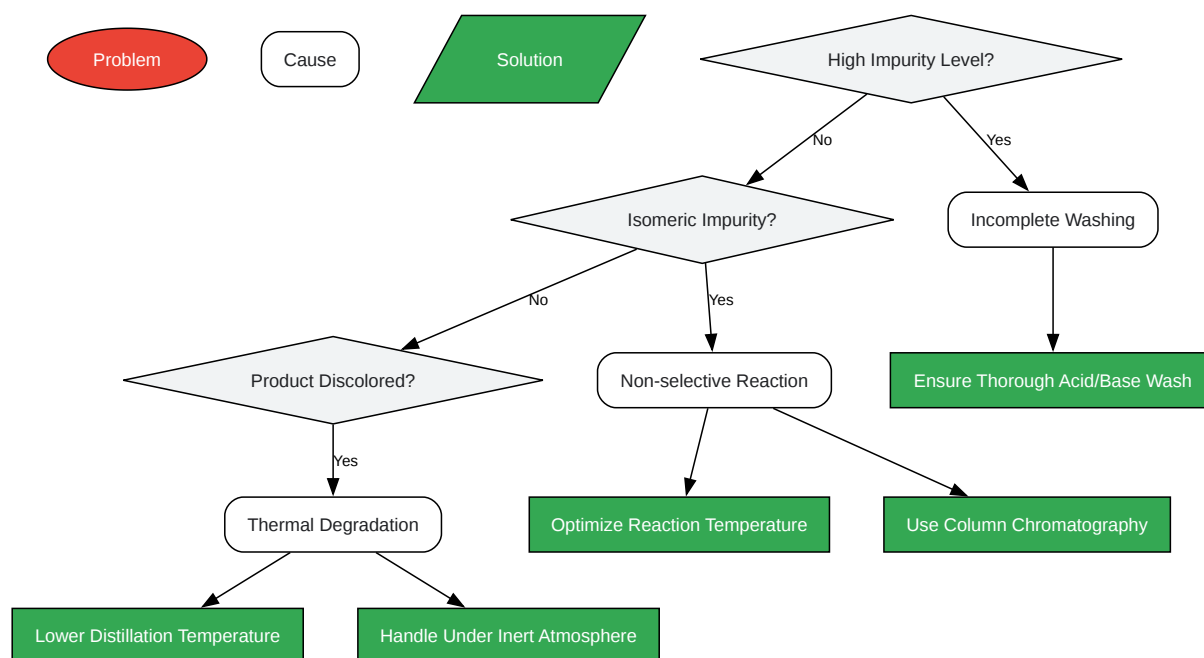 Problem
Cause
Solution
High Impurity Level?
No
Yes
Isomeric Impurity?
Incomplete Washing
No
Yes
Product Discolored?
Non-selective Reaction
Ensure Thorough Acid/Base Wash
Yes
Thermal Degradation
Optimize Reaction Temperature
Use Column Chromatography
Lower Distillation Temperature
Handle Under Inert Atmosphere